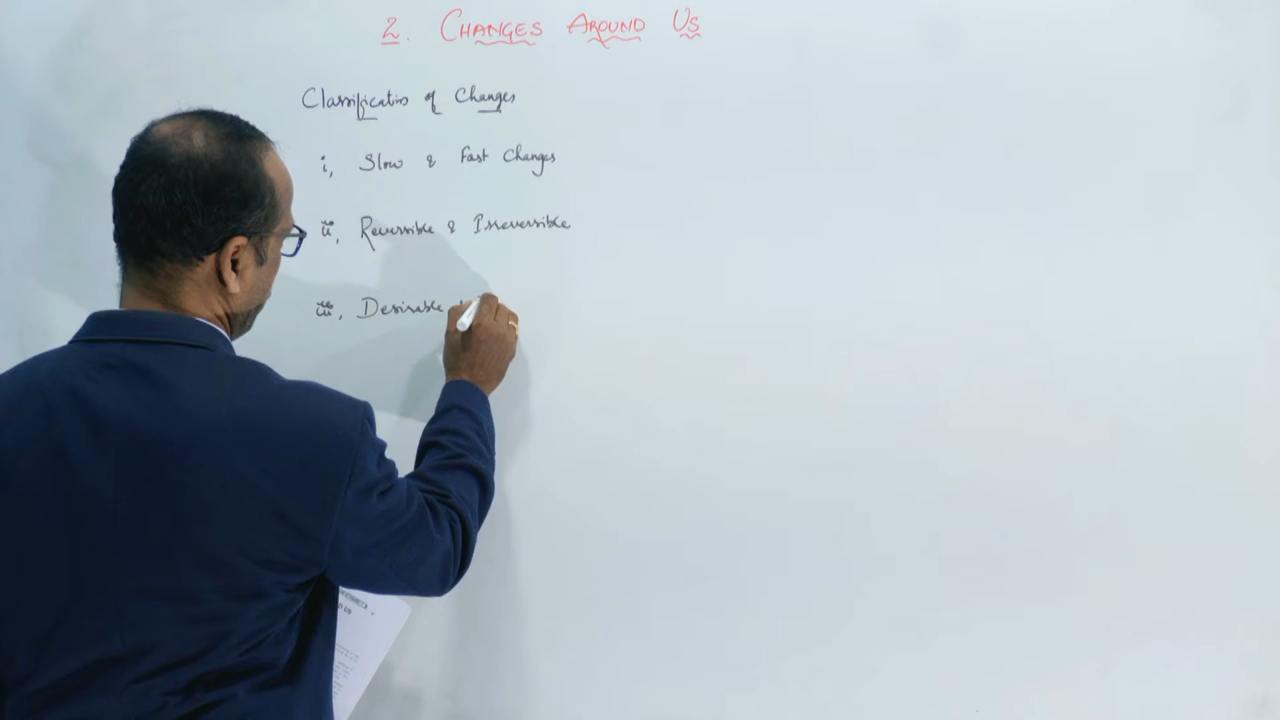 2. CHANGES AROUND US
Classification of Changes
i, Slow & Fast Changes
ii, Reversible & Irreversible
iii, Desirable